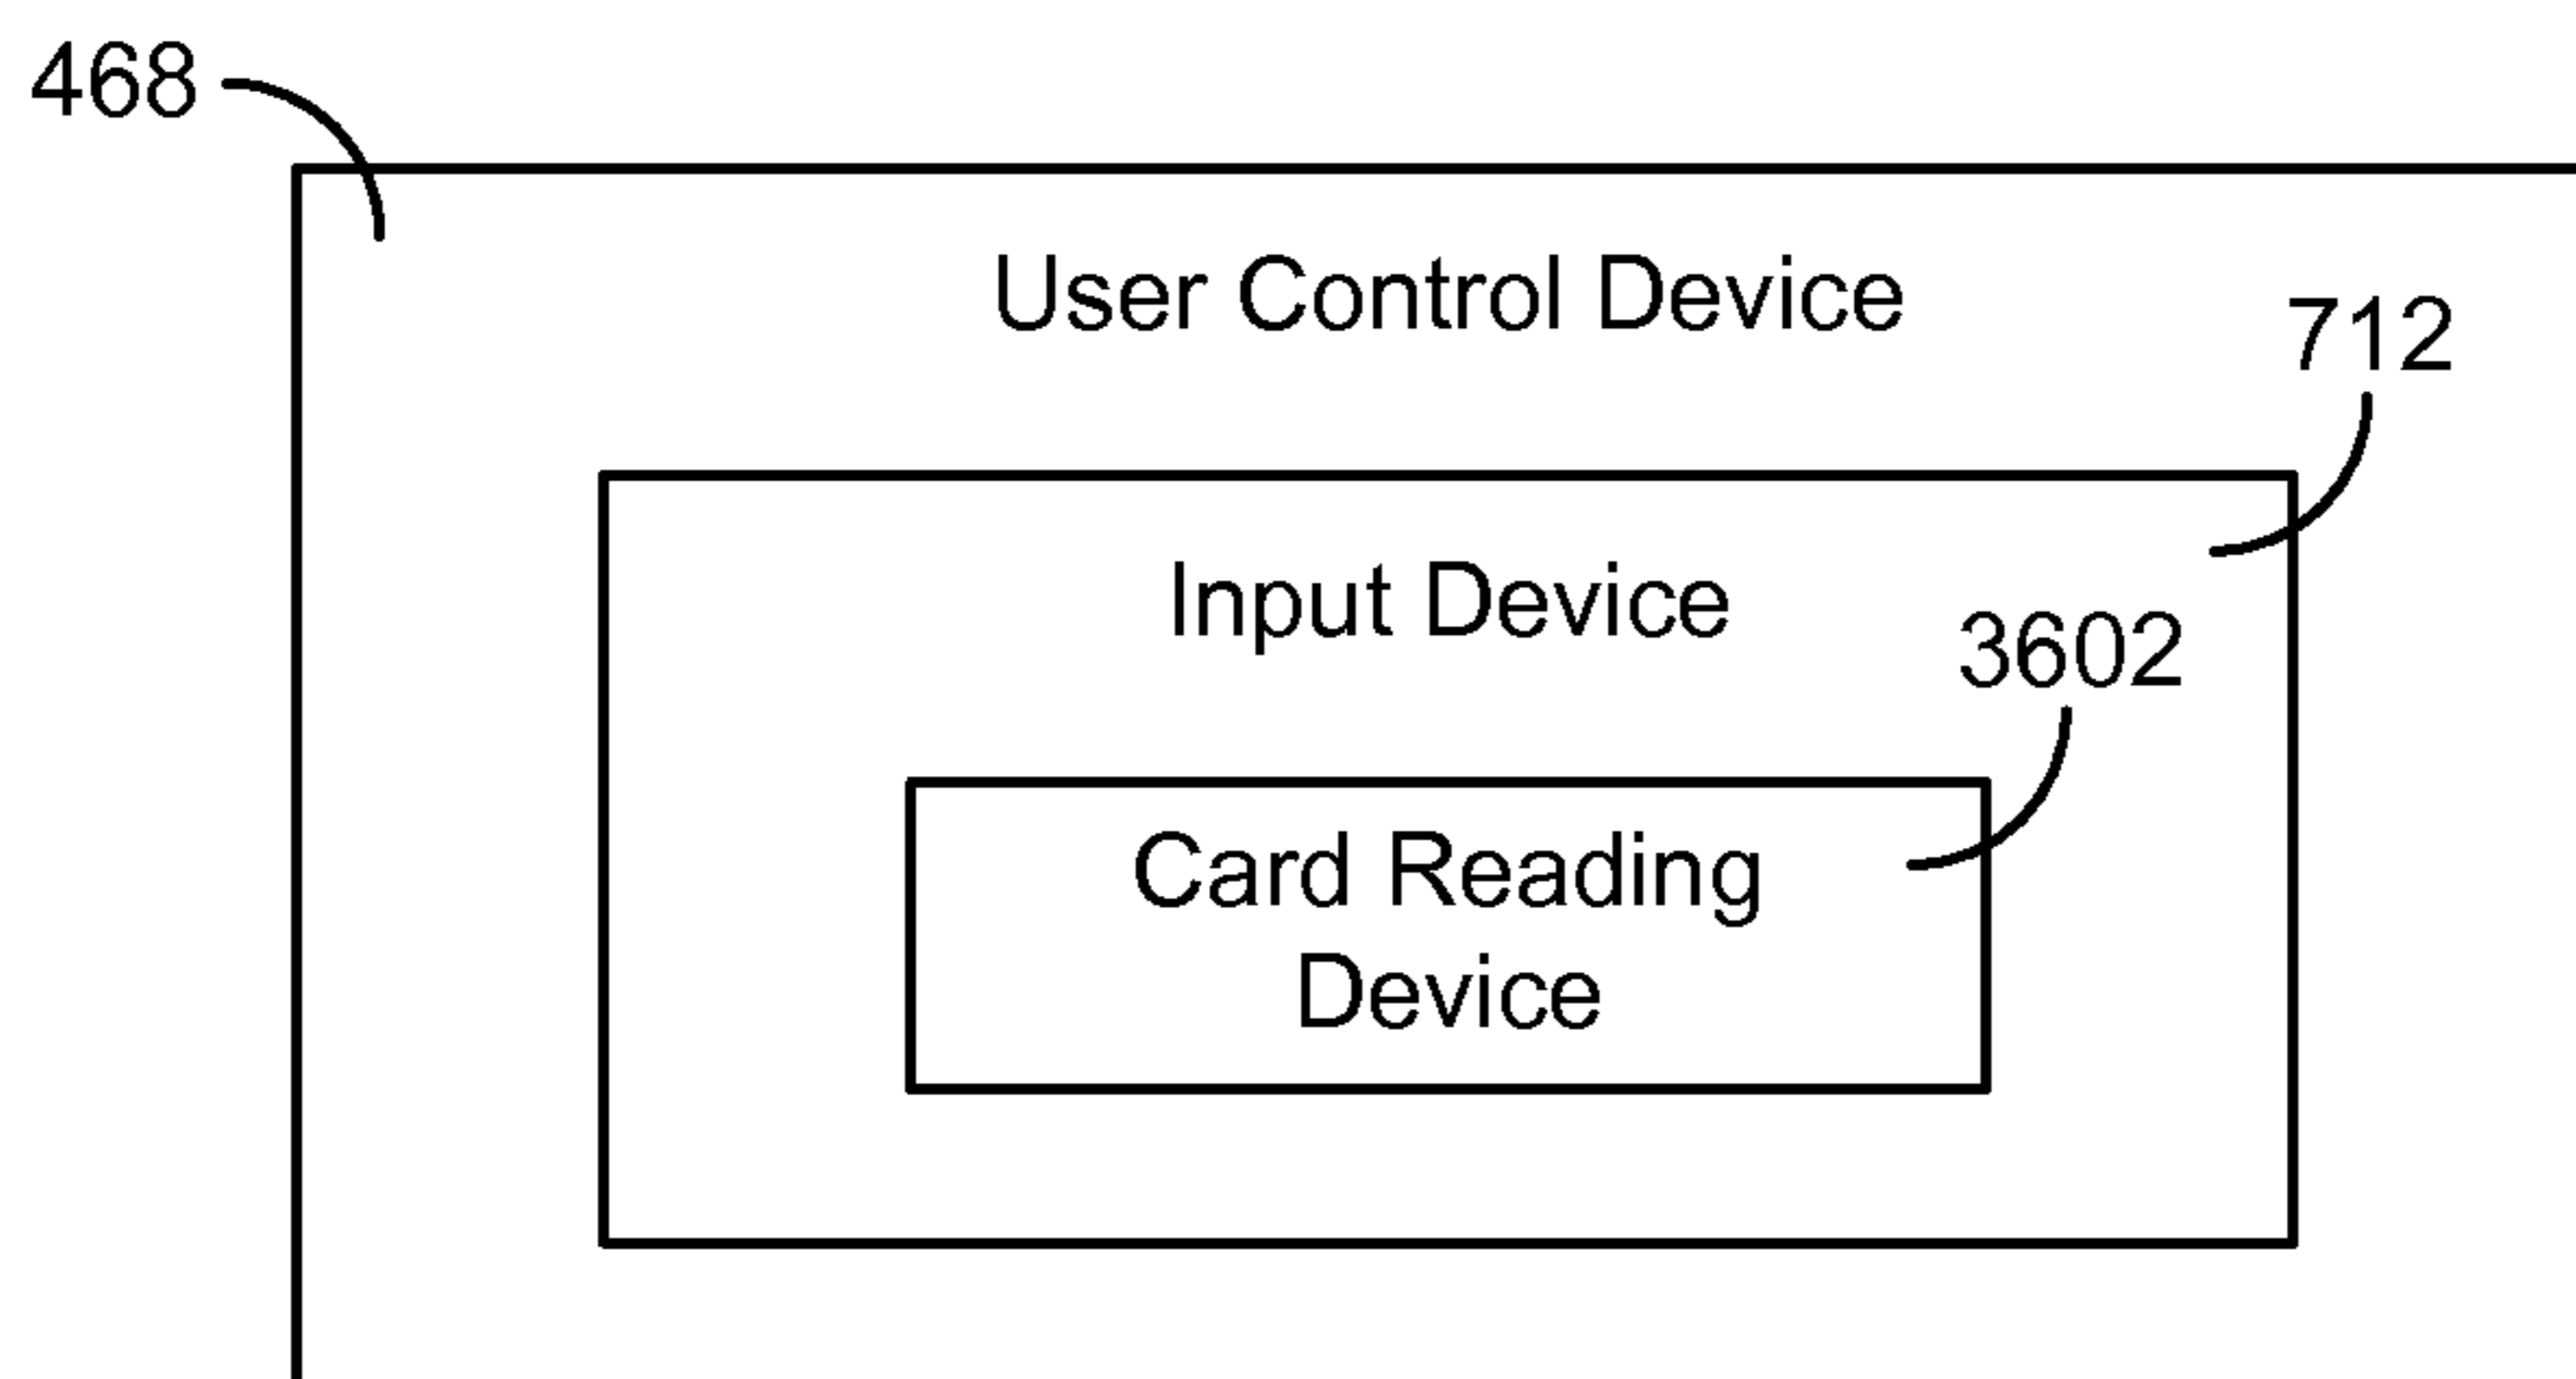 468
User Control Device
712
Input Device
3602
Card Reading
Device